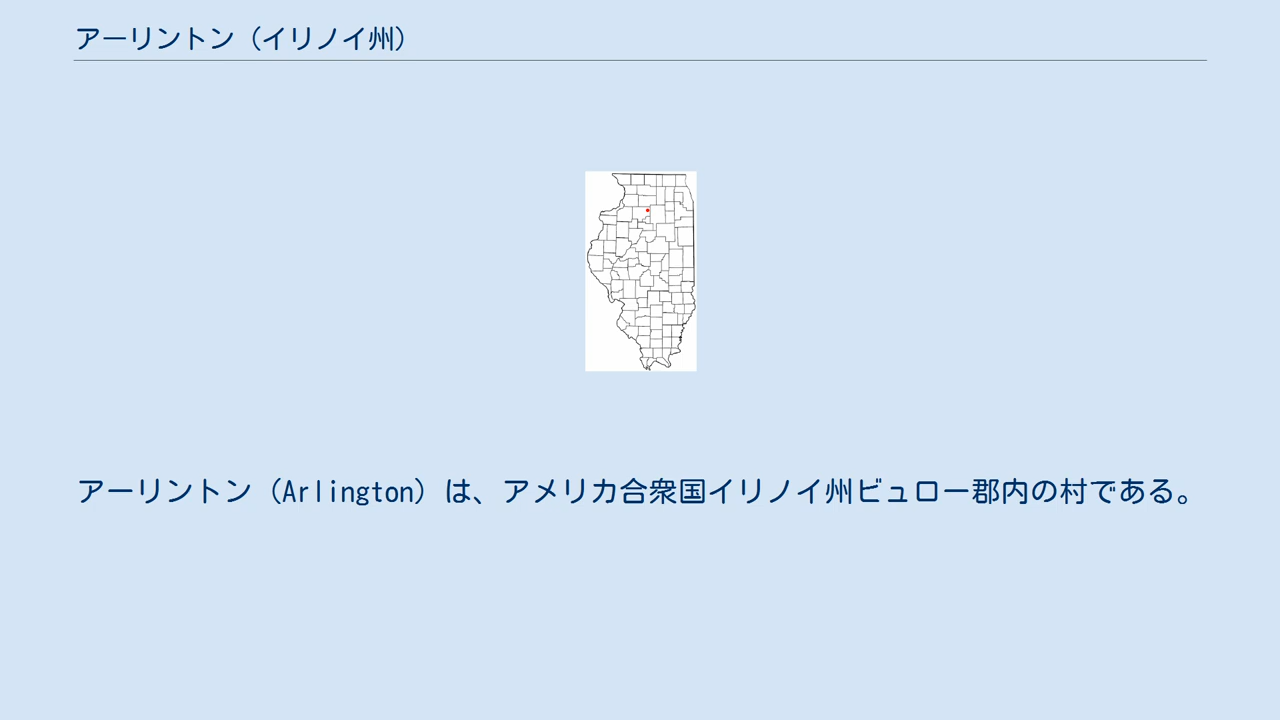 アーリントン（イリノイ州）
アーリントン（Arlington）は、アメリカ合衆国イリノイ州ビュロー郡内の村である。